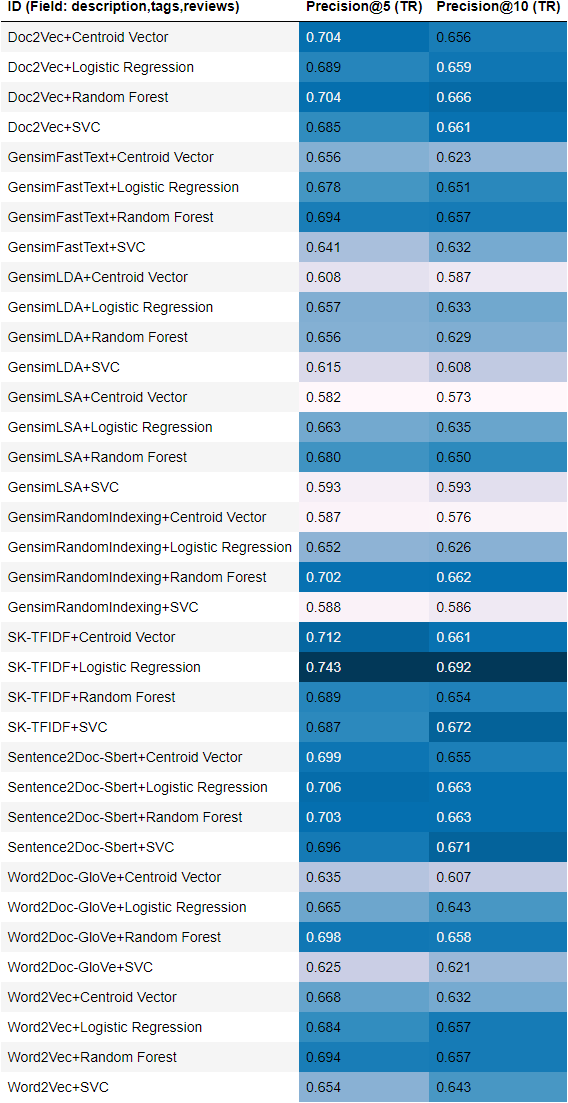 ID (Field: description,tags,reviews) Precision@5 (TR) Precision@10 (TR)
Doc2Vec+Centroid Vector 0.704 0.656
Doc2Vec+Logistic Regression 0.689 0.659
Doc2Vec+Random Forest 0.704 0.666
Doc2Vec+SVC 0.685 0.661
GensimFastText+Centroid Vector 0.656 0.623
GensimFastText+Logistic Regression 0.678 0.651
GensimFastText+Random Forest 0.694 0.657
GensimFastText+SVC 0.641 0.632
GensimLDA+Centroid Vector 0.608 0.587
GensimLDA+Logistic Regression 0.657 0.633
GensimLDA+Random Forest 0.656 0.629
GensimLDA+SVC 0.615 0.608
GensimLSA+Centroid Vector 0.582 0.573
GensimLSA+Logistic Regression 0.663 0.635
GensimLSA+Random Forest 0.680 0.650
GensimLSA+SVC 0.593 0.593
GensimRandomIndexing+Centroid Vector 0.587 0.576
GensimRandomIndexing+Logistic Regression 0.652 0.626
GensimRandomIndexing+Random Forest 0.702 0.662
GensimRandomIndexing+SVC 0.588 0.586
SK-TFIDF+Centroid Vector 0.712 0.661
SK-TFIDF+Logistic Regression 0.743 0.692
SK-TFIDF+Random Forest 0.689 0.654
SK-TFIDF+SVC 0.687 0.672
Sentence2Doc-Sbert+Centroid Vector 0.699 0.655
Sentence2Doc-Sbert+Logistic Regression 0.706 0.663
Sentence2Doc-Sbert+Random Forest 0.703 0.663
Sentence2Doc-Sbert+SVC 0.696 0.671
Word2Doc-GloVe+Centroid Vector 0.635 0.607
Word2Doc-GloVe+Logistic Regression 0.665 0.643
Word2Doc-GloVe+Random Forest 0.698 0.658
Word2Doc-GloVe+SVC 0.625 0.621
Word2Vec+Centroid Vector 0.668 0.632
Word2Vec+Logistic Regression 0.684 0.657
Word2Vec+Random Forest 0.694 0.657
Word2Vec+SVC 0.654 0.643